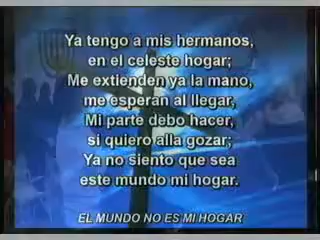 Ya tengo a mis hermanos,
en el celeste hogar;
Me extienden ya la mano,
me esperan al llegar,
Mi parte debo hacer,
si quiero alla gozar;
Ya no siento que sea
este mundo mi hogar.
EL MUNDO NO ES MI HOGAR